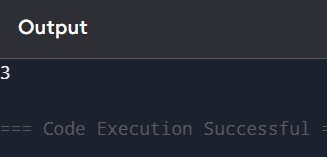 Output
3
=== Code Execution Successful =